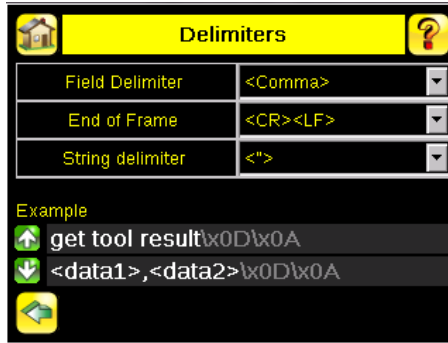 Delimiters
Field Delimiter <Comma>
End of Frame <CR><LF>
String delimiter <">
Example
get tool result\x0D\x0A
<data1>,<data2>\x0D\x0A